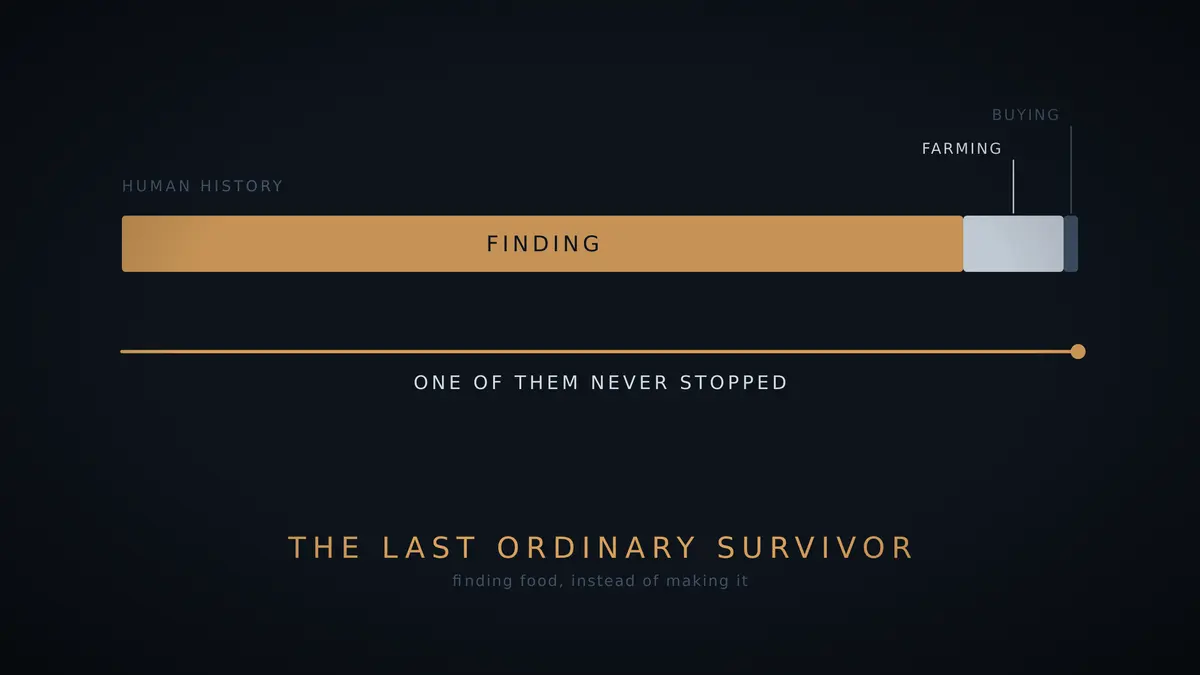 BUYING
FARMING
HUMAN HISTORY
FINDING
ONE OF THEM NEVER STOPPED
THE LAST ORDINARY SURVIVOR
finding food, instead of making it